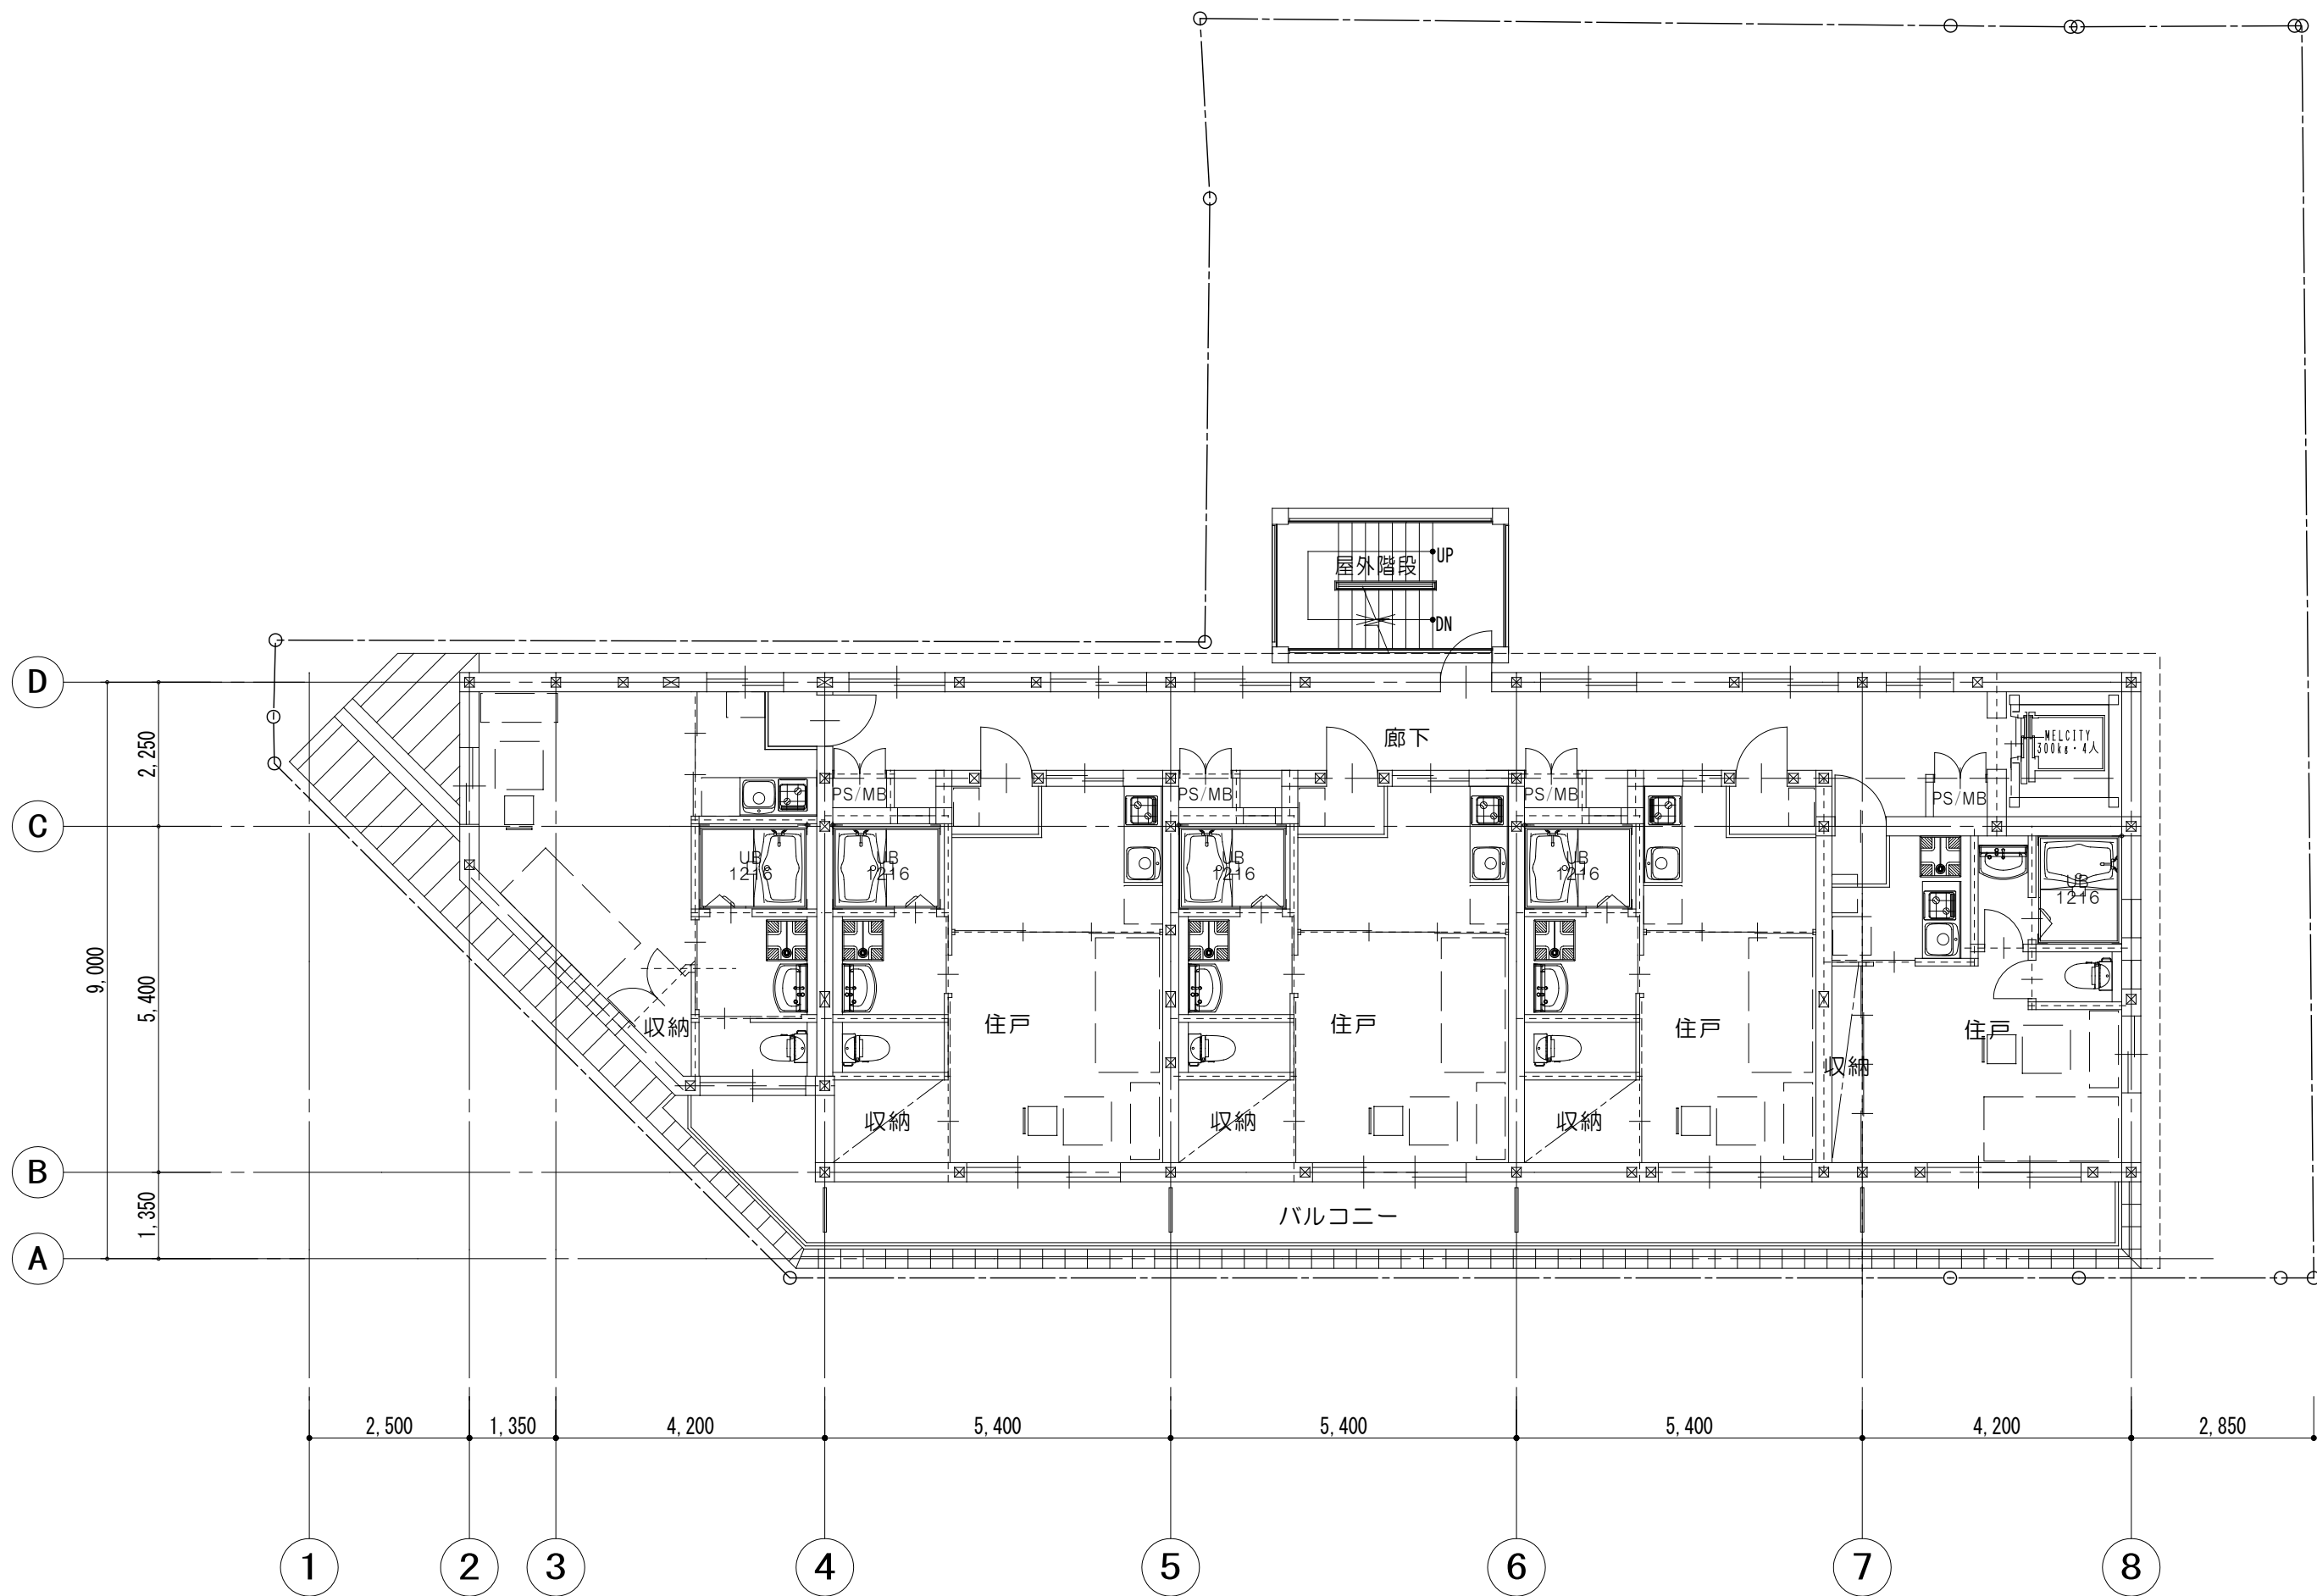 屋外階段
UP
DN
D
廊下
MELCITY
300kg・4人
2,250
PS/MB
PS/MB
PS/MB
PS/MB
C
UB
1216
UB
1216
UB
1216
UB
1216
UB
1216
9,000
5,400
収納
住戸
住戸
住戸
住戸
収納
収納
収納
収納
B
1,350
バルコニー
A
2,500
1,350
4,200
5,400
5,400
5,400
4,200
2,850
1
2
3
4
5
6
7
8